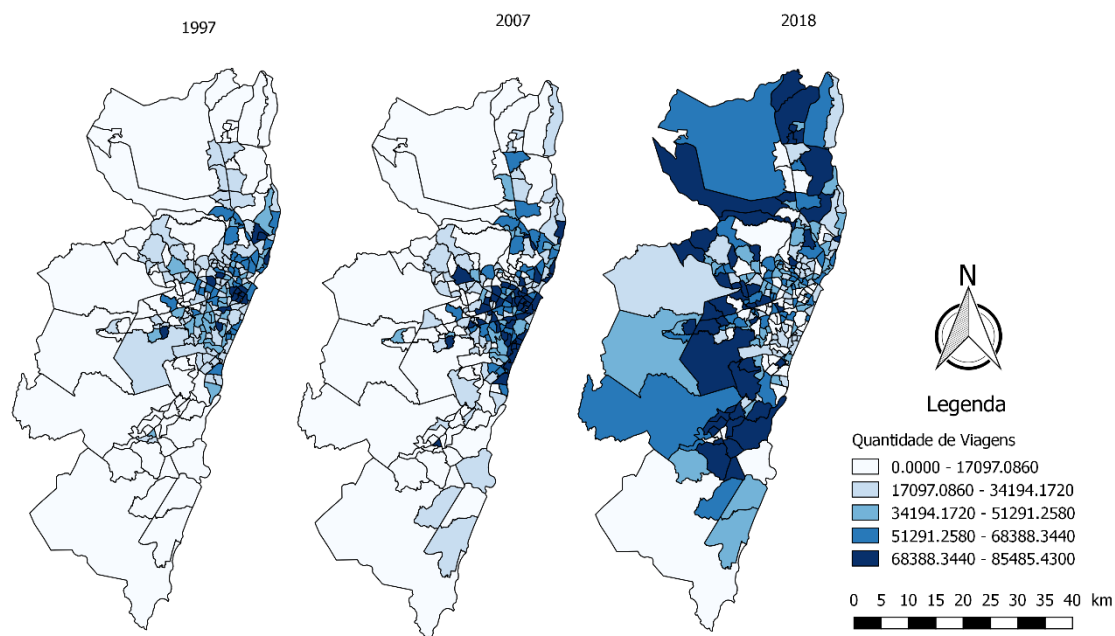 1997
2007
2018
N
Legenda
Quantidade de Viagens
0.0000 - 17097.0860
17097.0860 - 34194.1720
34194.1720 - 51291.2580
51291.2580 - 68388.3440
68388.3440 - 85485.4300
0 5 10 15 20 25 30 35 40 km